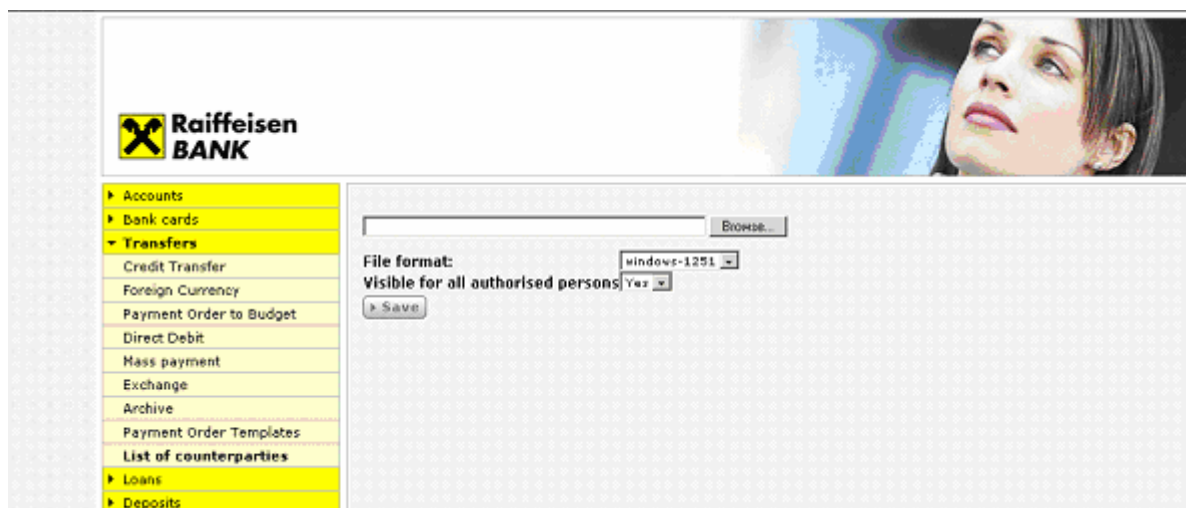 Raiffeisen
BANK
Accounts
Bank cards
Transfers
Credit Transfer
Foreign Currency
Payment Order to Budget
Direct Debit
Mass payment
Exchange
Archive
Payment Order Templates
List of counterparties
Loans
Deposits
Browse...
File format: windows-1251
Visible for all authorised persons Yes
Save